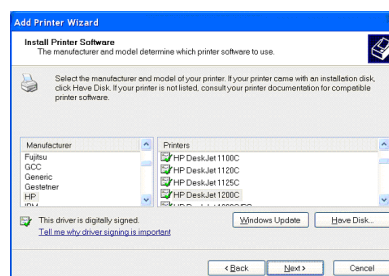 Add Printer Wizard
Install Printer Software
The manufacturer and model determine which printer software to use.
Select the manufacturer and model of your printer. If your printer came with an installation disk,
click Have Disk. If your printer is not listed, consult your printer documentation for compatible
printer software.
Manufacturer
Fujitsu
GCC
Generic
Gestetner
HP
IBM
Printers
HP DeskJet 1100C
HP DeskJet 1120C
HP DeskJet 1125C
HP DeskJet 1200C
This driver is digitally signed.
Tell me why driver signing is important
Windows Update
Have Disk...
< Back
Next >
Cancel